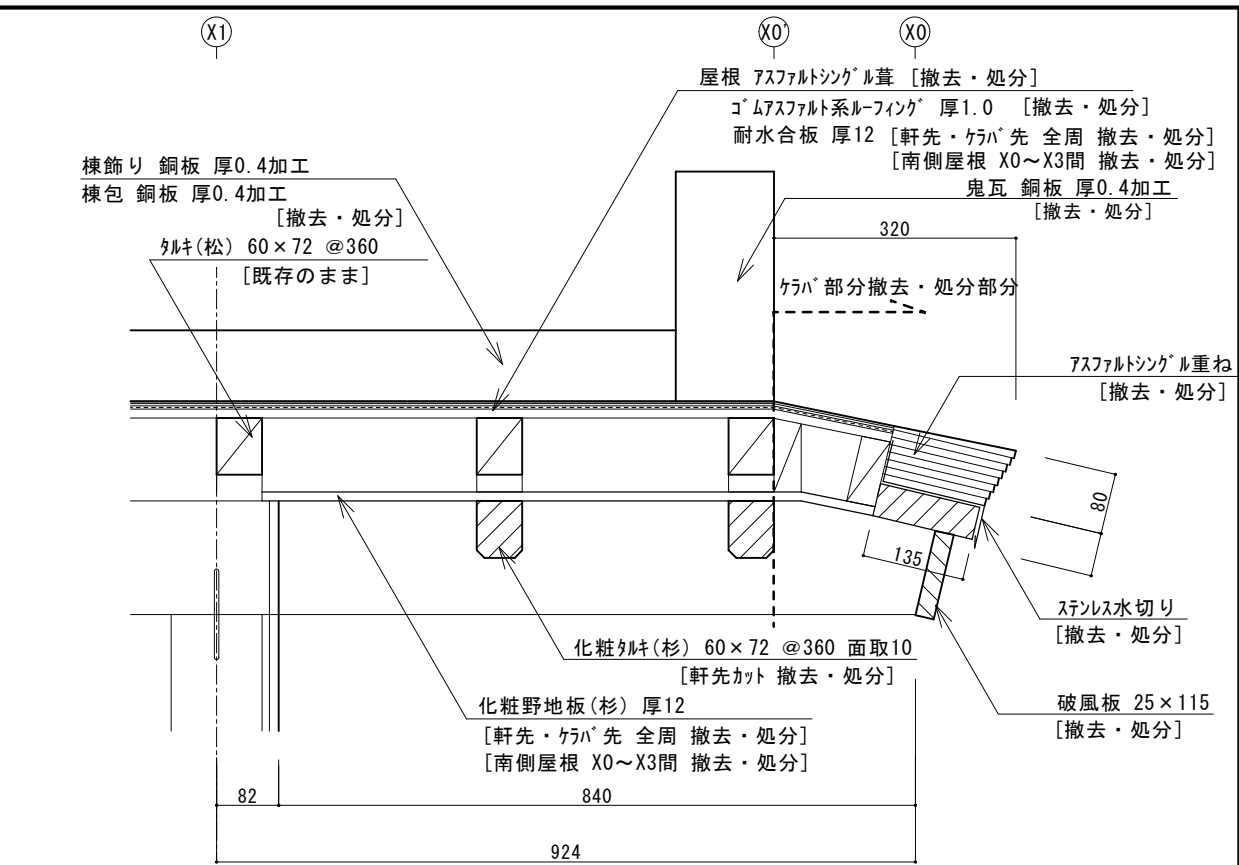 X1
X0'
X0
屋根 ｱｽﾌｧﾙﾄｼﾝｸﾞﾙ葺 [撤去・処分]
ｺﾞﾑｱｽﾌｧﾙﾄ系ﾙｰﾌｨﾝｸﾞ 厚1.0 [撤去・処分]
耐水合板 厚12 [軒先・ｹﾗﾊﾞ先 全周 撤去・処分]
[南側屋根 X0～X3間 撤去・処分]
棟飾り 銅板 厚0.4加工
棟包 銅板 厚0.4加工
[撤去・処分]
鬼瓦 銅板 厚0.4加工
[撤去・処分]
ﾀﾙｷ(松) 60×72 @360
[既存のまま]
320
ｹﾗﾊﾞ部分撤去・処分部分
ｱｽﾌｧﾙﾄｼﾝｸﾞﾙ重ね
[撤去・処分]
80
135
ｽﾃﾝﾚｽ水切り
[撤去・処分]
化粧ﾀﾙｷ(杉) 60×72 @360 面取10
[軒先ｶｯﾄ 撤去・処分]
化粧野地板(杉) 厚12
[軒先・ｹﾗﾊﾞ先 全周 撤去・処分]
[南側屋根 X0～X3間 撤去・処分]
破風板 25×115
[撤去・処分]
82
840
924